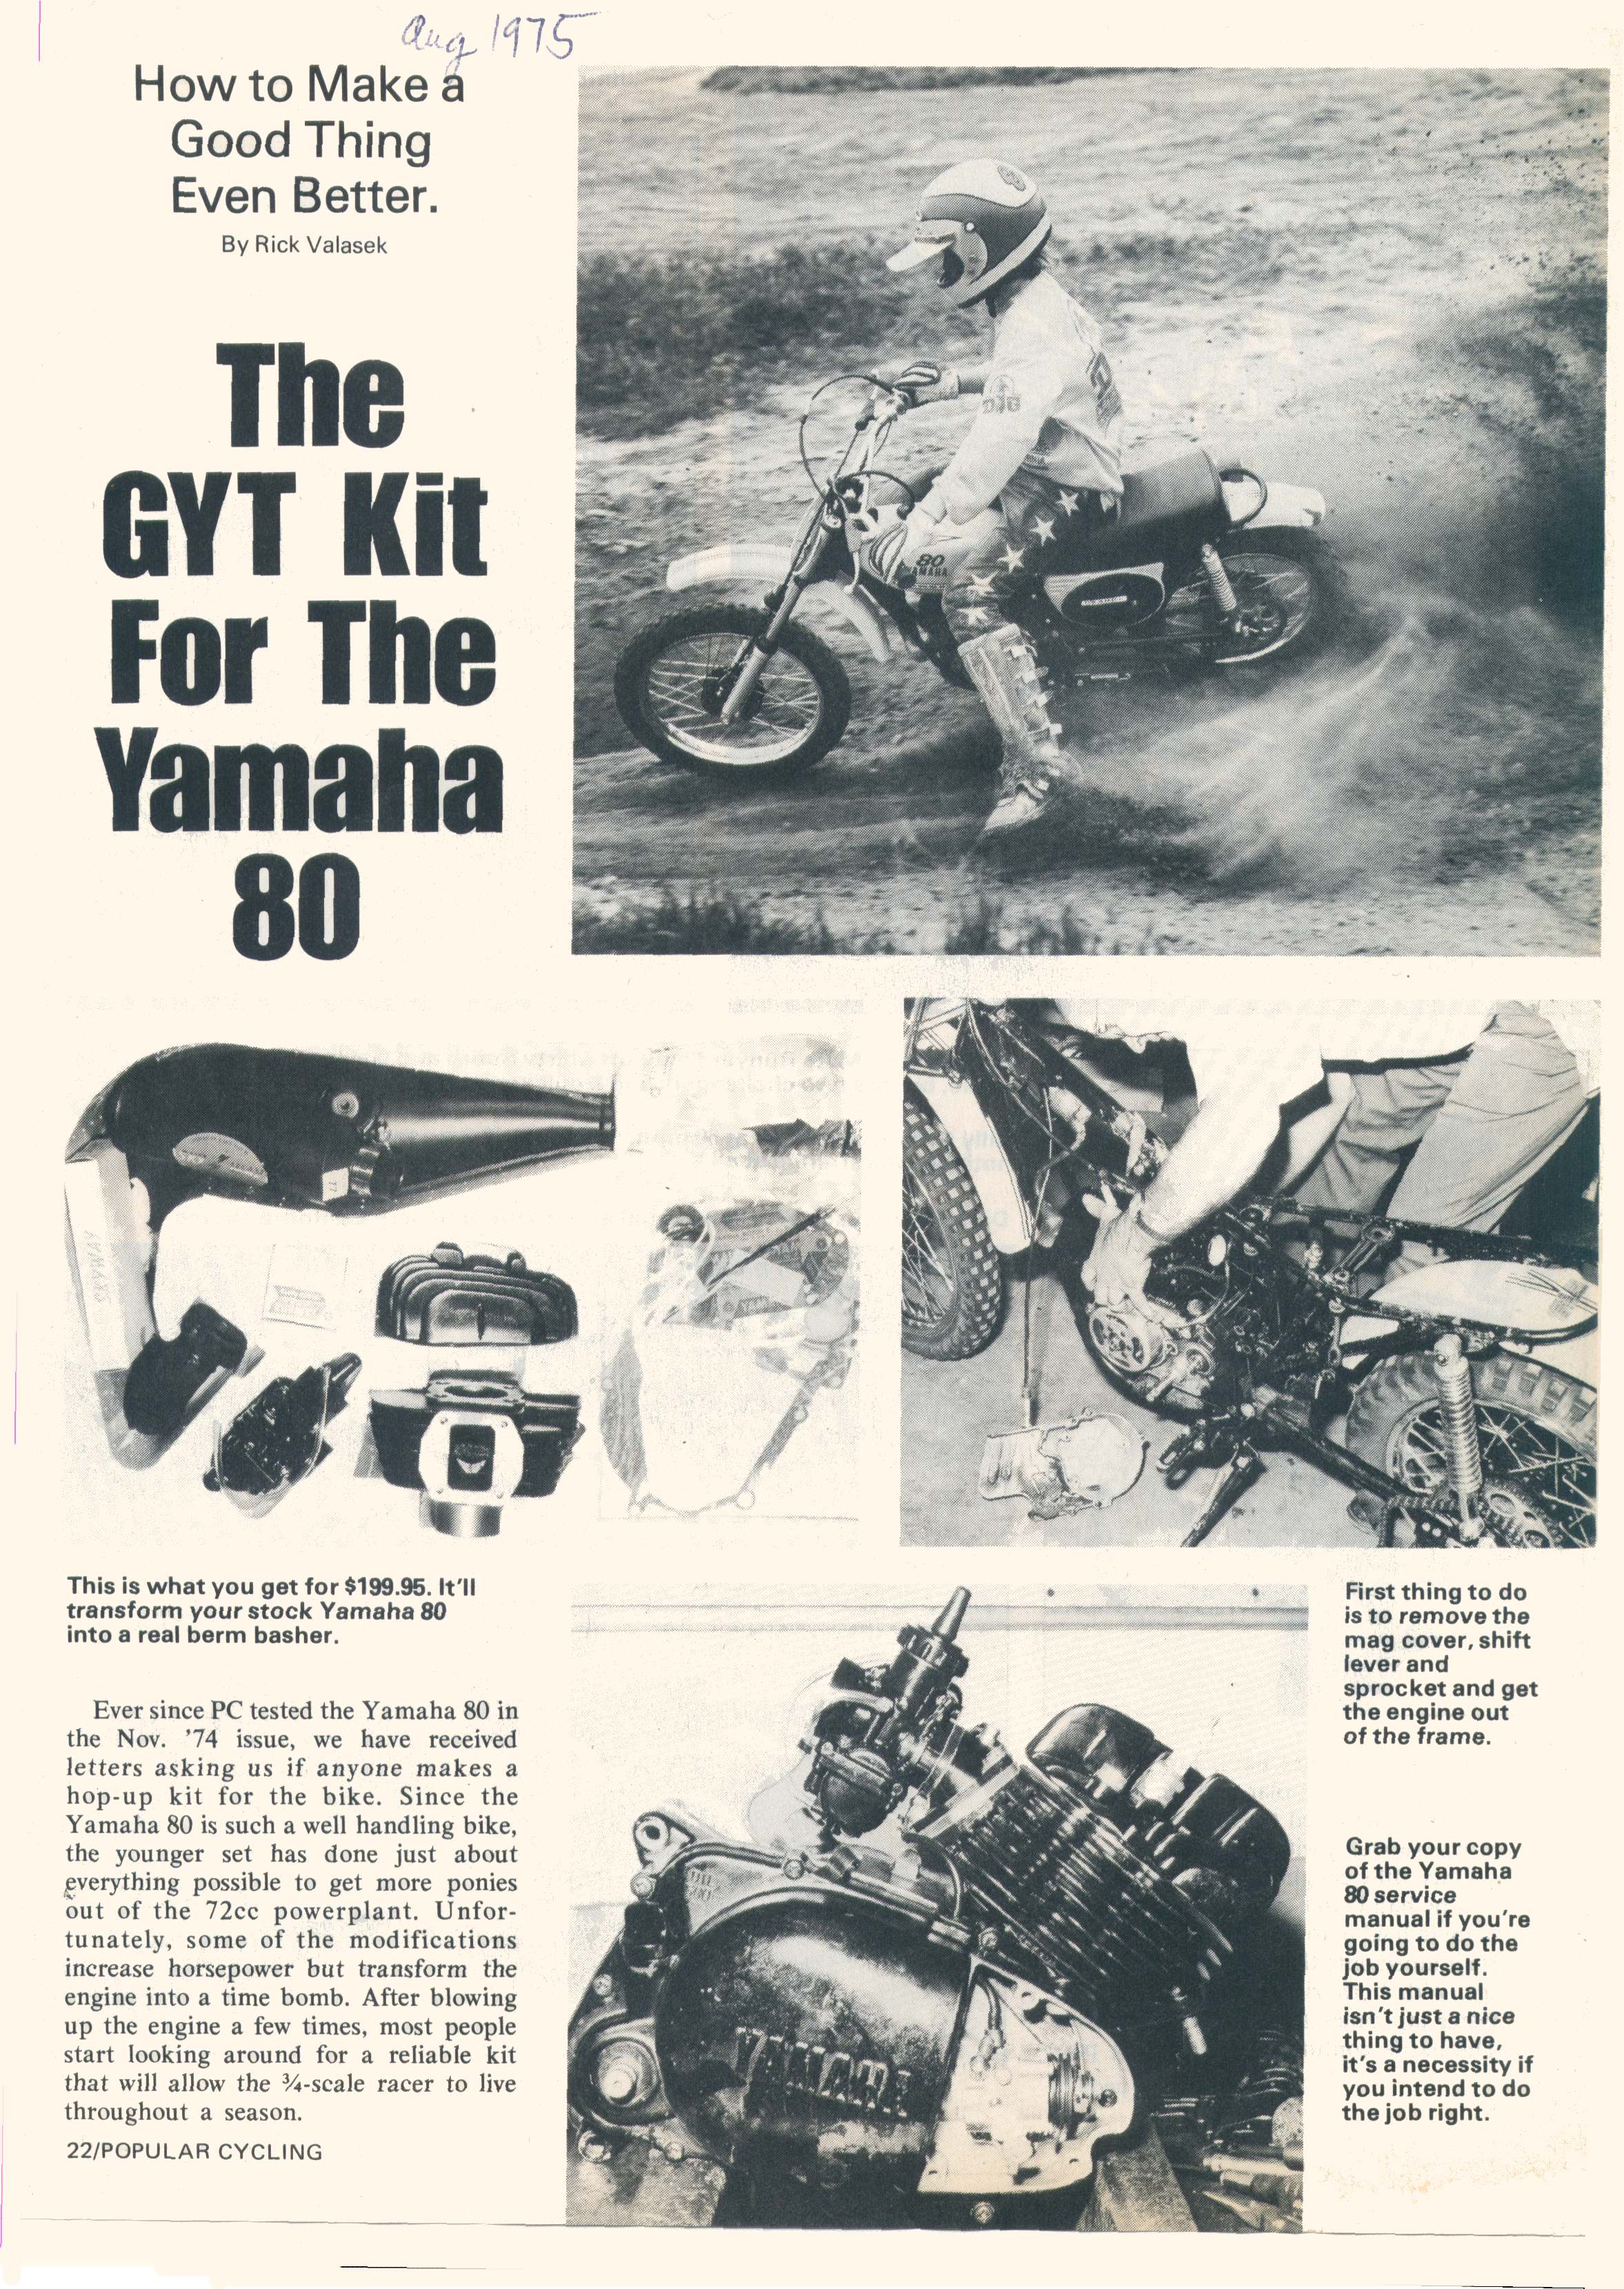 Aug 1975
How to Make a
Good Thing
Even Better.
By Rick Valasek
The
GYT Kit
For The
Yamaha
80
80
YAMAHA
This is what you get for $199.95. It'll
transform your stock Yamaha 80
into a real berm basher.
First thing to do
is to remove the
mag cover, shift
lever and
sprocket and get
the engine out
of the frame.
Ever since PC tested the Yamaha 80 in
the Nov. '74 issue, we have received
letters asking us if anyone makes a
hop-up kit for the bike. Since the
Yamaha 80 is such a well handling bike,
the younger set has done just about
everything possible to get more ponies
out of the 72cc powerplant. Unfor-
tunately, some of the modifications
increase horsepower but transform the
engine into a time bomb. After blowing
up the engine a few times, most people
start looking around for a reliable kit
that will allow the ¾-scale racer to live
throughout a season.
YAMAHA
Grab your copy
of the Yamaha
80 service
manual if you're
going to do the
job yourself.
This manual
isn't just a nice
thing to have,
it's a necessity if
you intend to do
the job right.
22/POPULAR CYCLING